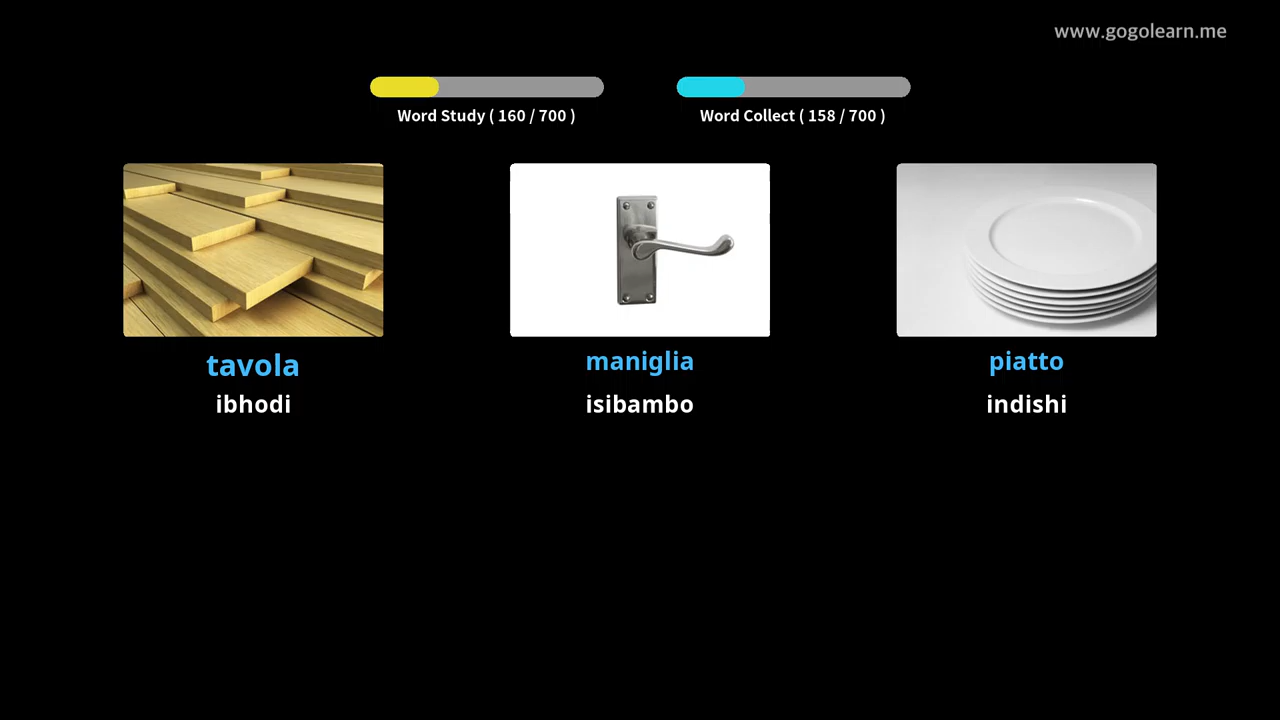 www.gogolearn.me
Word Study ( 160 / 700 )
Word Collect ( 158 / 700 )
tavola
maniglia
piatto
ibhodi
isibambo
indishi